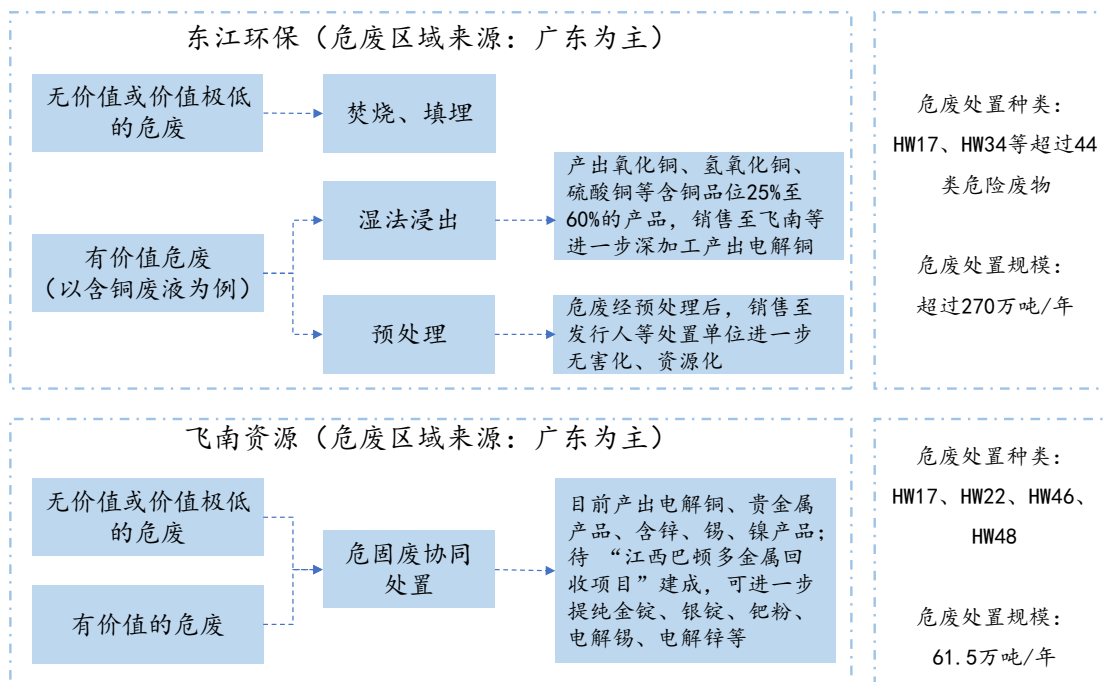 东江环保（危废区域来源：广东为主）
无价值或价值极低
的危废
焚烧、填埋
有价值危废
（以含铜废液为例）
湿法浸出
产出氧化铜、氢氧化铜、
硫酸铜等含铜品位25%至
60%的产品，销售至飞南等
进一步深加工产出电解铜
预处理
危废经预处理后，销售至
发行人等处置单位进一步
无害化、资源化
危废处置种类：
HW17、HW34等超过44
类危险废物
危废处置规模：
超过270万吨/年
飞南资源（危废区域来源：广东为主）
无价值或价值极低
的危废
有价值的危废
危固废协同
处置
目前产出电解铜、贵金属
产品、含锌、锡、镍产品；
待 “江西巴顿多金属回
收项目”建成，可进一步
提纯金锭、银锭、钯粉、
电解锡、电解锌等
危废处置种类：
HW17、HW22、HW46、
HW48
危废处置规模：
61.5万吨/年